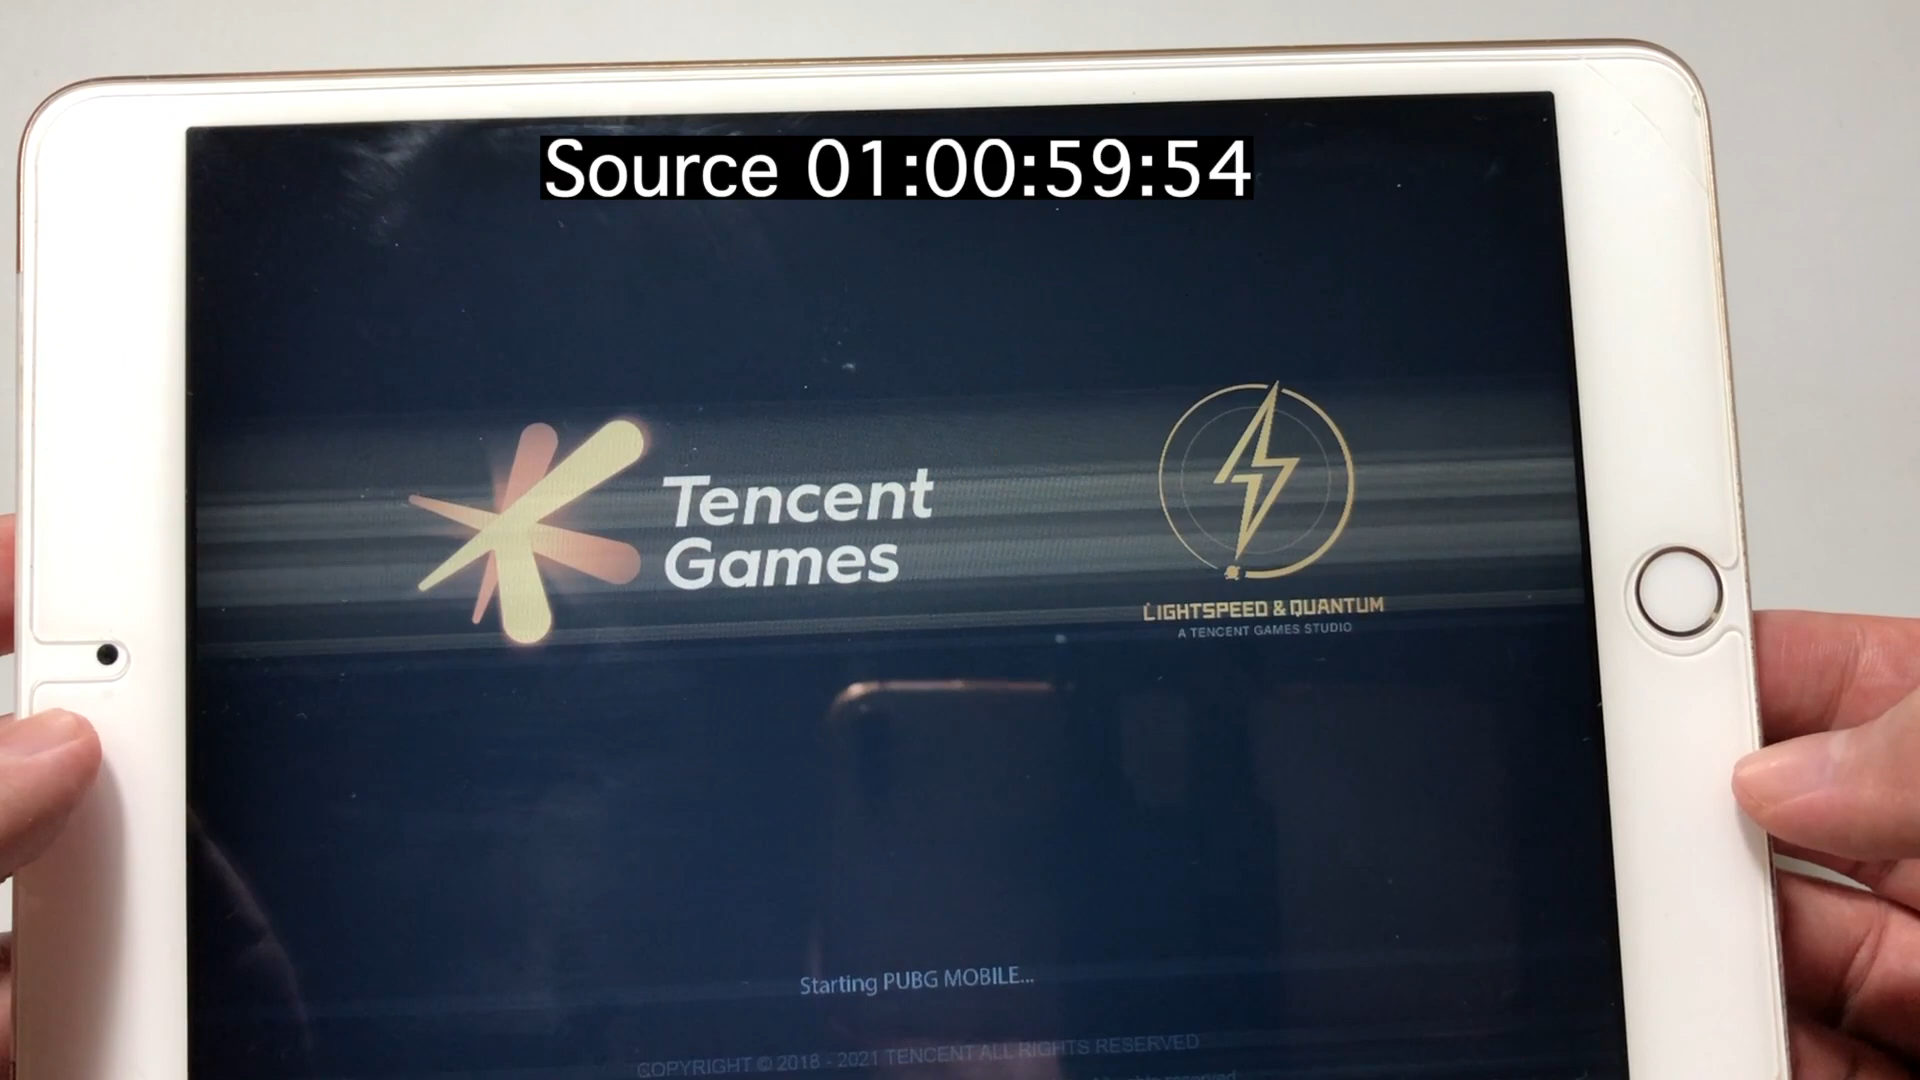 Source 01:00:59:54
Tencent
Games
LIGHTSPEED & QUANTUM
A TENCENT GAMES STUDIO
Starting PUBG MOBILE...
COPYRIGHT © 2018 - 2021 TENCENT ALL RIGHTS RESERVED